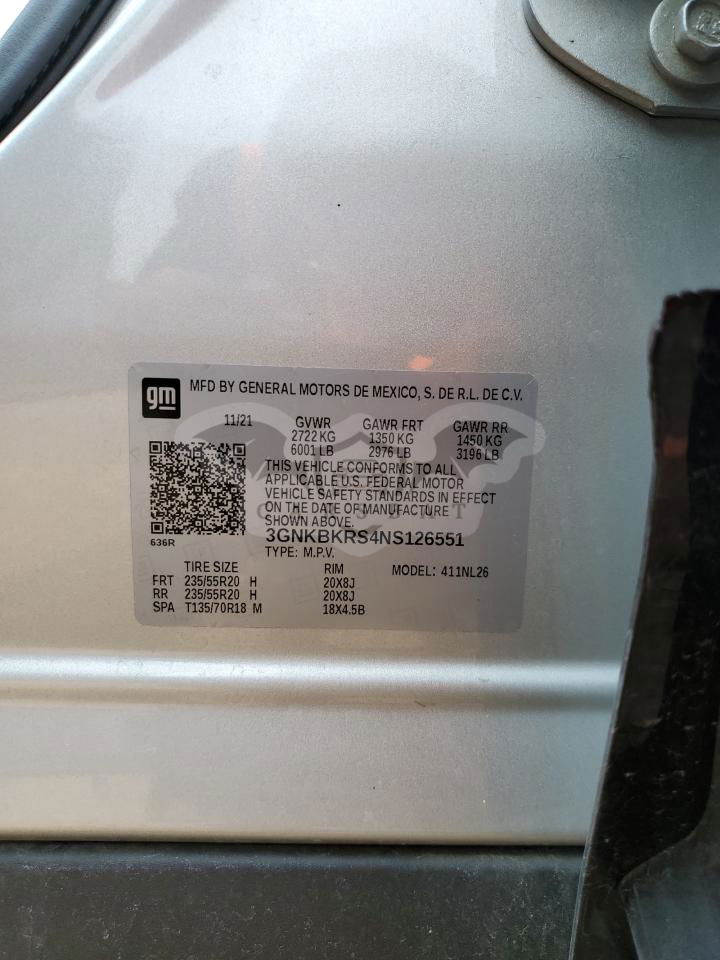 gm MFD BY GENERAL MOTORS DE MEXICO, S. DE R.L. DE C.V.
11/21 GVWR GAWR FRT GAWR RR
2722 KG 1350 KG 1450 KG
6001 LB 2976 LB 3196 LB
THIS VEHICLE CONFORMS TO ALL
APPLICABLE U.S. FEDERAL MOTOR
VEHICLE SAFETY STANDARDS IN EFFECT
ON THE DATE OF MANUFACTURE
SHOWN ABOVE.
3GNKBKRS4NS126551
636R
TYPE: M.P.V.
TIRE SIZE RIM MODEL: 411NL26
FRT 235/55R20 H 20X8J
RR 235/55R20 H 20X8J
SPA T135/70R18 M 18X4.5B